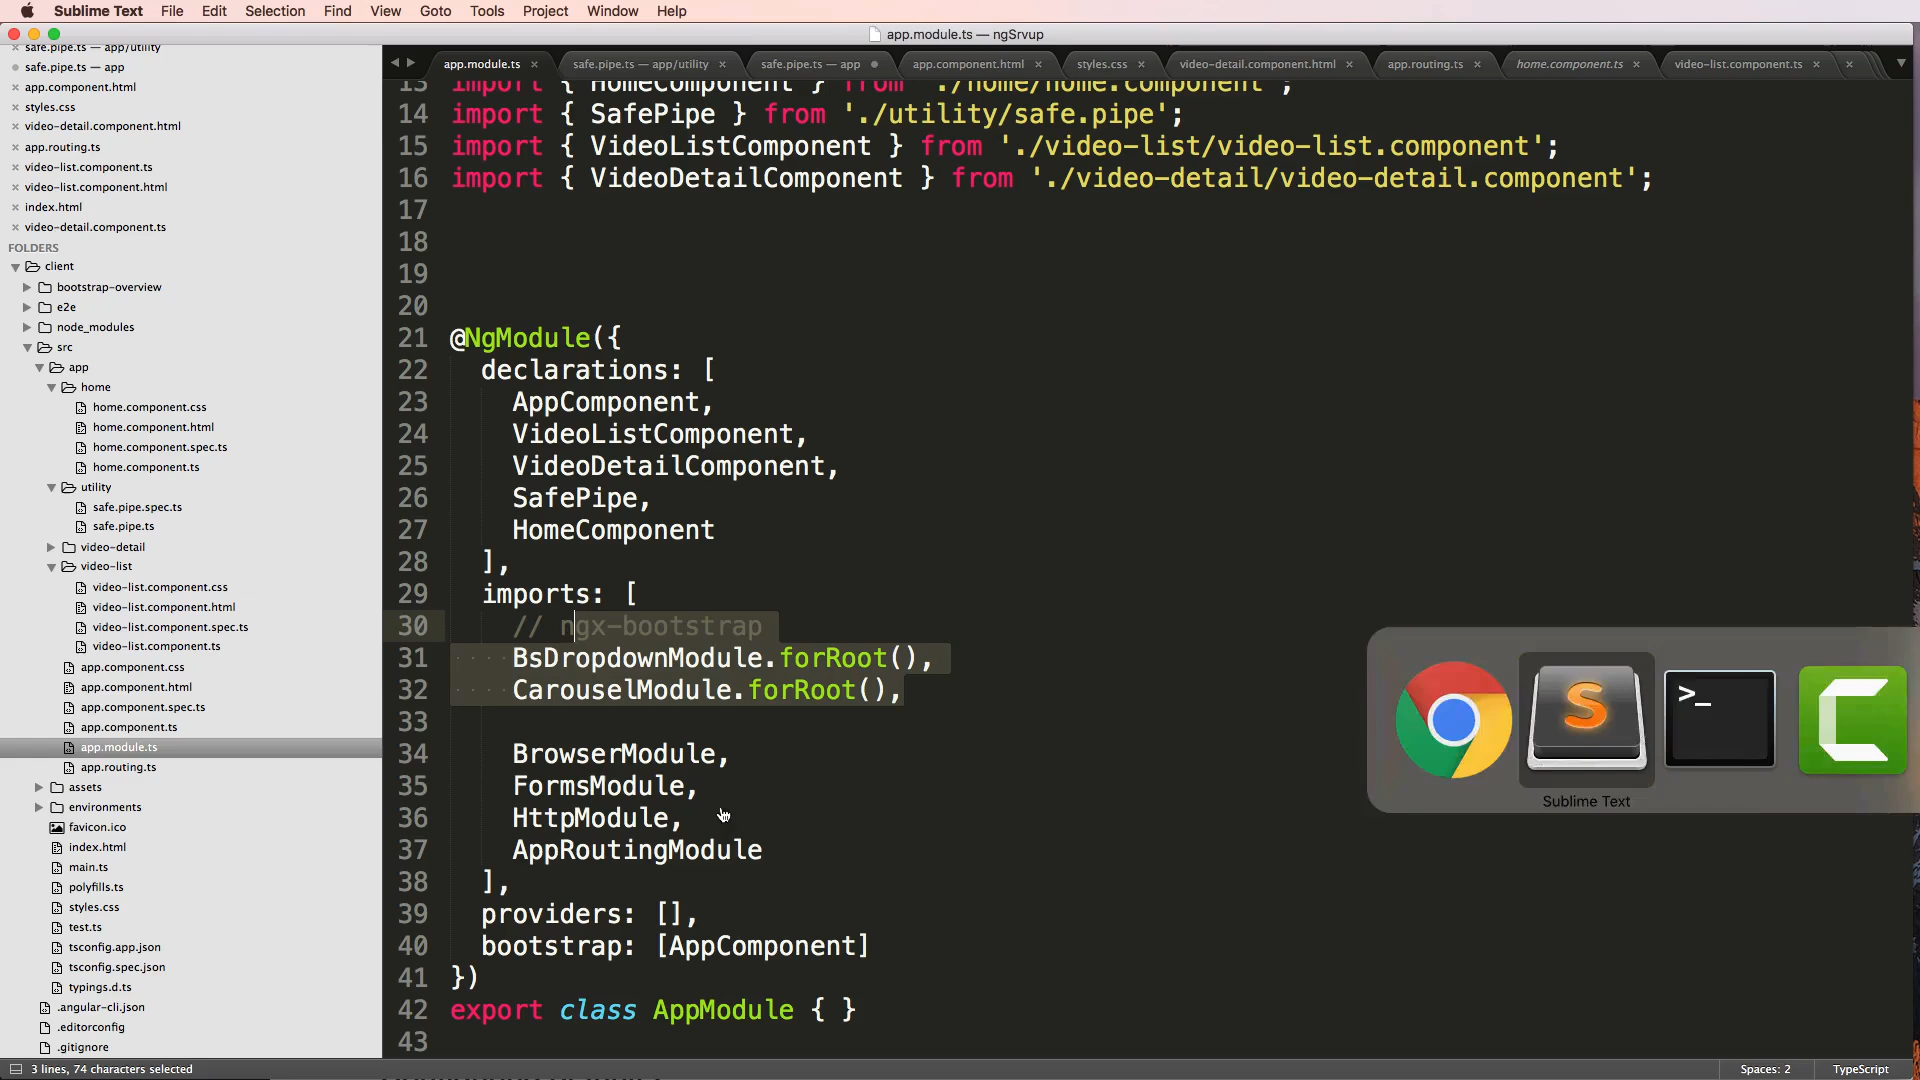 Sublime Text File Edit Selection Find View Goto Tools Project Window Help
app.module.ts — ngSrvup
safe.pipe.ts — app/utility
safe.pipe.ts — app
app.component.html
styles.css
video-detail.component.html
app.routing.ts
video-list.component.ts
video-list.component.html
index.html
video-detail.component.ts
FOLDERS
client
bootstrap-overview
e2e
node_modules
src
app
home
home.component.css
home.component.html
home.component.spec.ts
home.component.ts
utility
safe.pipe.spec.ts
safe.pipe.ts
video-detail
video-list
video-list.component.css
video-list.component.html
video-list.component.spec.ts
video-list.component.ts
app.component.css
app.component.html
app.component.spec.ts
app.component.ts
app.module.ts
app.routing.ts
assets
environments
favicon.ico
index.html
main.ts
polyfills.ts
styles.css
test.ts
tsconfig.app.json
tsconfig.spec.json
typings.d.ts
.angular-cli.json
.editorconfig
.gitignore
app.module.ts safe.pipe.ts — app/utility safe.pipe.ts — app app.component.html styles.css video-detail.component.html app.routing.ts home.component.ts video-list.component.ts
13 import { HomeComponent } from './home/home.component';
14 import { SafePipe } from './utility/safe.pipe';
15 import { VideoListComponent } from './video-list/video-list.component';
16 import { VideoDetailComponent } from './video-detail/video-detail.component';
17
18
19
20
21 @NgModule({
22 declarations: [
23 AppComponent,
24 VideoListComponent,
25 VideoDetailComponent,
26 SafePipe,
27 HomeComponent
28 ],
29 imports: [
30 // ngx-bootstrap
31 BsDropdownModule.forRoot(),
32 CarouselModule.forRoot(),
33
34 BrowserModule,
35 FormsModule,
36 HttpModule,
37 AppRoutingModule
38 ],
39 providers: [],
40 bootstrap: [AppComponent]
41 })
42 export class AppModule { }
43
Sublime Text
3 lines, 74 characters selected
Spaces: 2 TypeScript